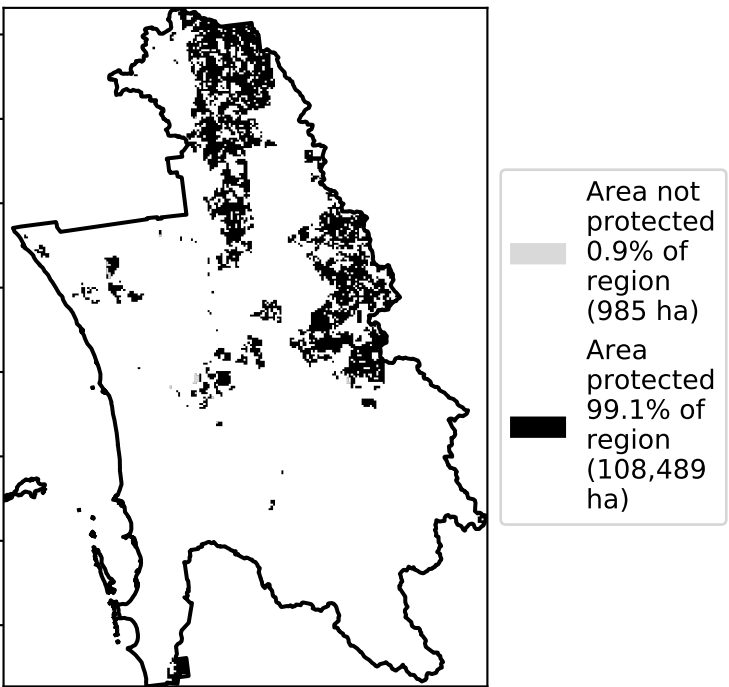 Area not
protected
0.9% of
region
(985 ha)
Area
protected
99.1% of
region
(108,489
ha)